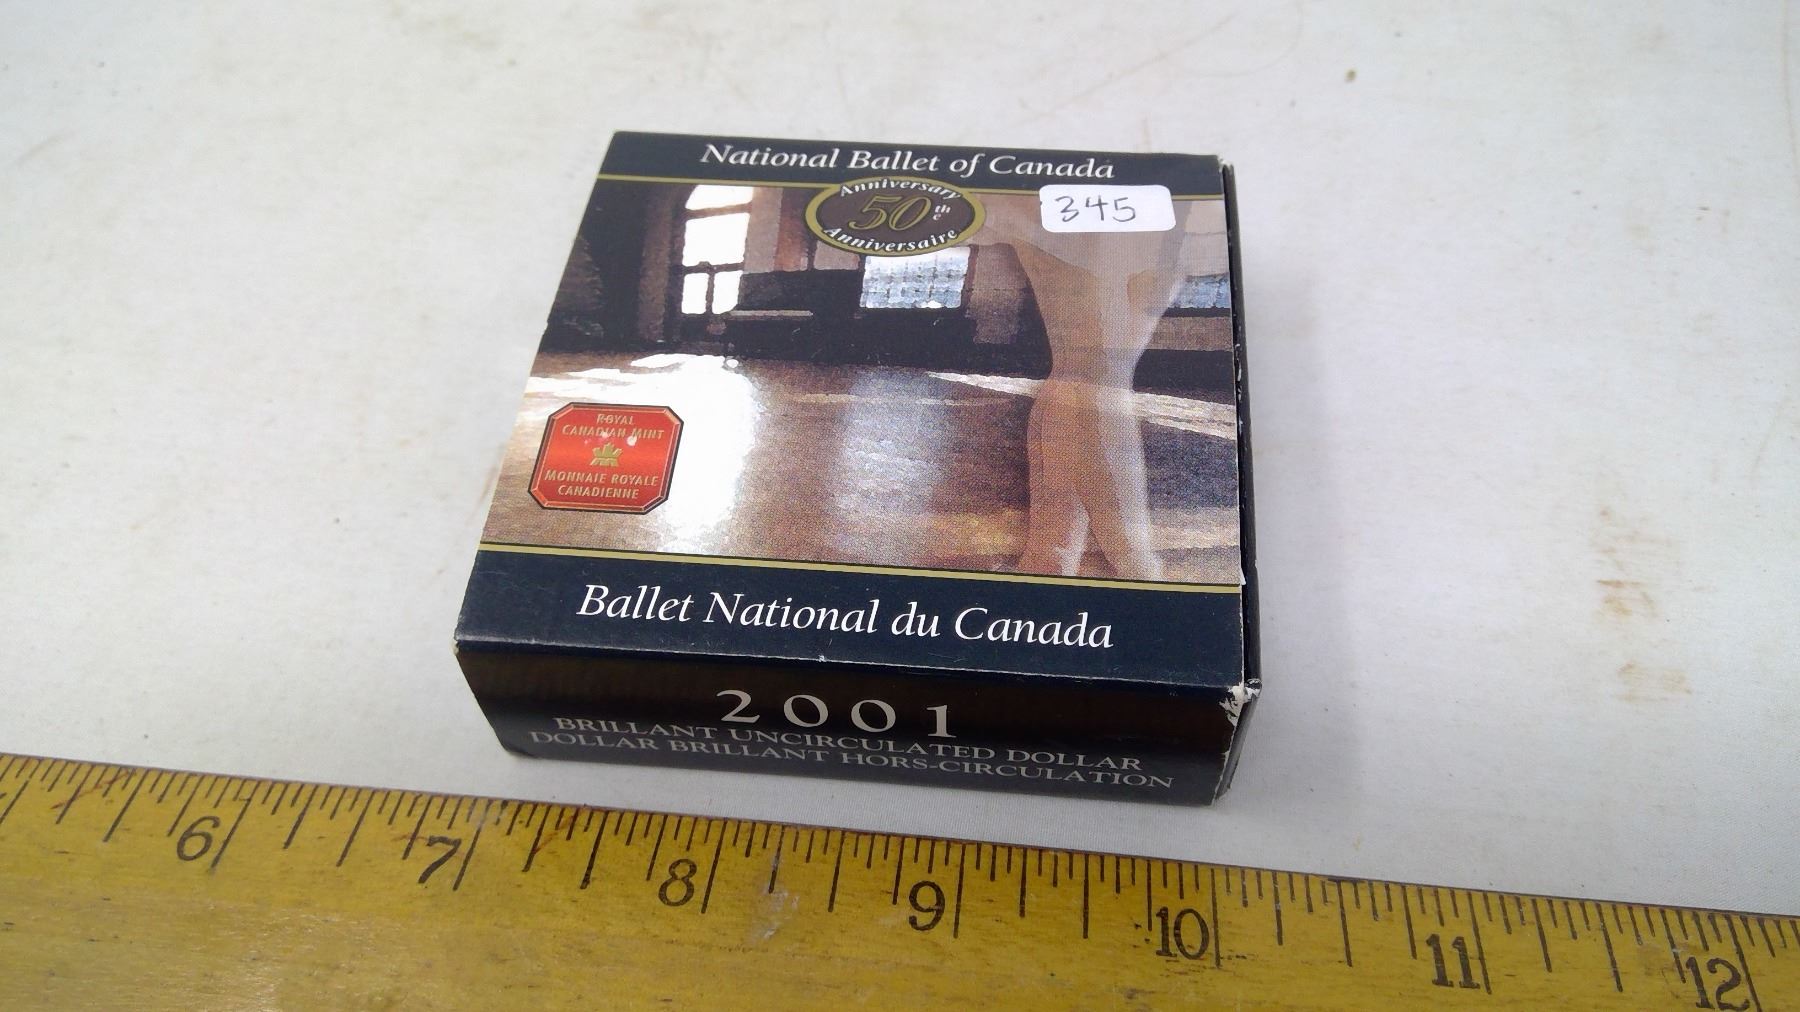 National Ballet of Canada
Anniversary
50th
e
Anniversaire
345
ROYAL
CANADIAN MINT
MONNAIE ROYALE
CANADIENNE
Ballet National du Canada
2001
BRILLANT UNCIRCULATED DOLLAR
DOLLAR BRILLANT HORS-CIRCULATION
6 7 8 9 10 11 12